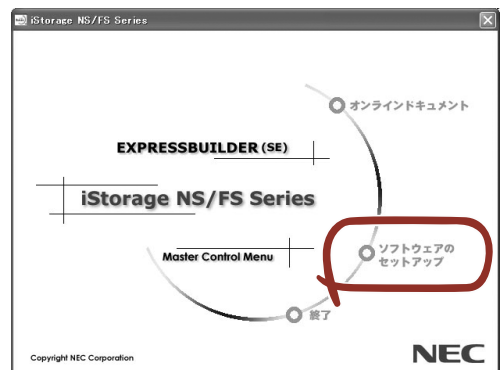 iStorage NS/FS Series
オンラインドキュメント
EXPRESSBUILDER (SE)
iStorage NS/FS Series
ソフトウェアの
セットアップ
Master Control Menu
終了
Copyright NEC Corporation
NEC